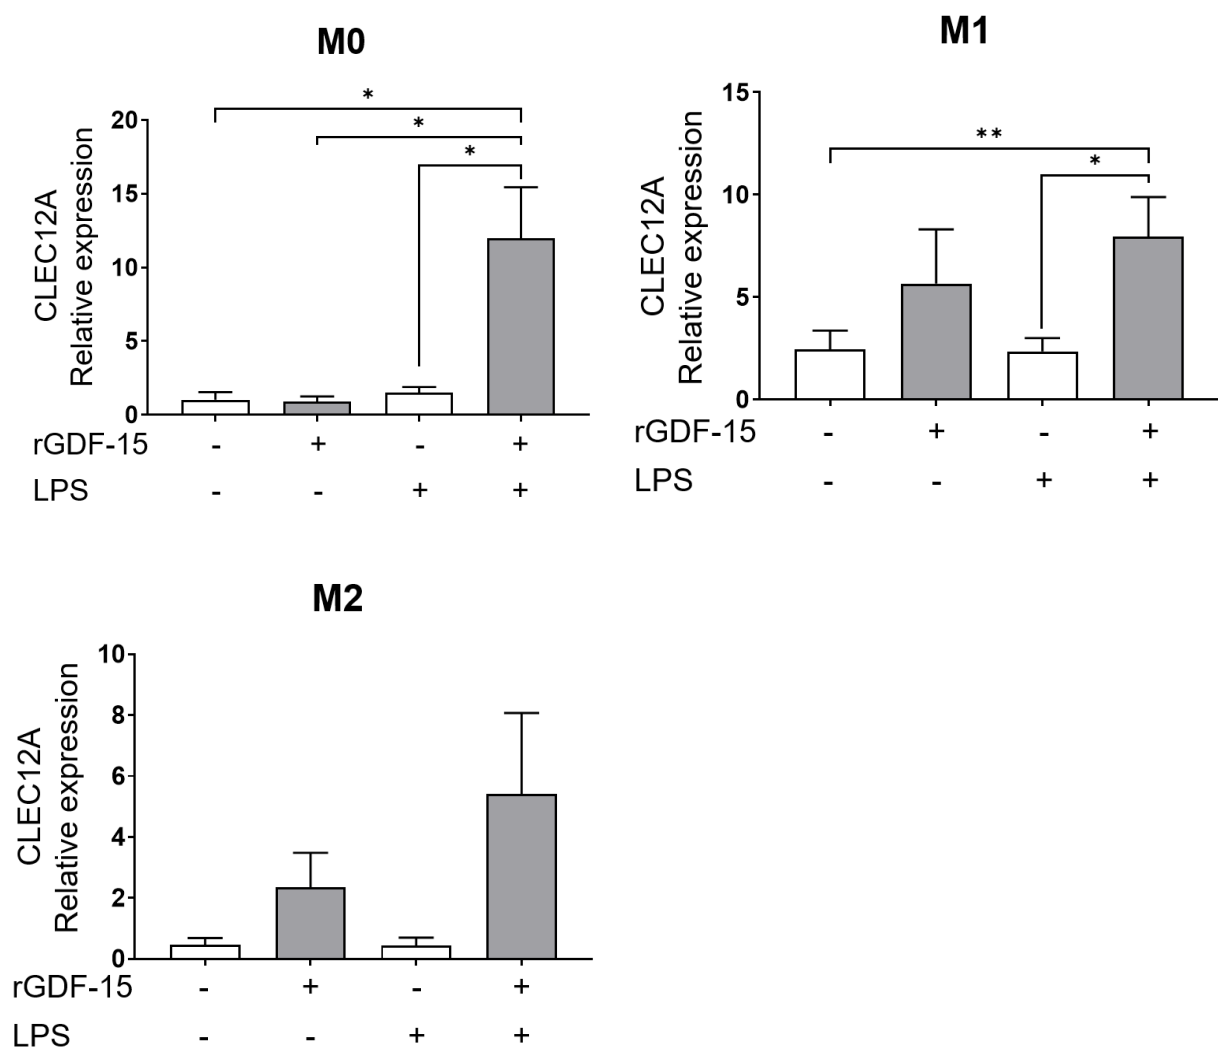 M0
*
*
*
CLEC12A
Relative expression
20
15
10
5
0
rGDF-15 - + - +
LPS - - + +
M1
**
*
CLEC12A
Relative expression
15
10
5
0
rGDF-15 - + - +
LPS - - + +
M2
CLEC12A
Relative expression
10
8
6
4
2
0
rGDF-15 - + - +
LPS - - + +